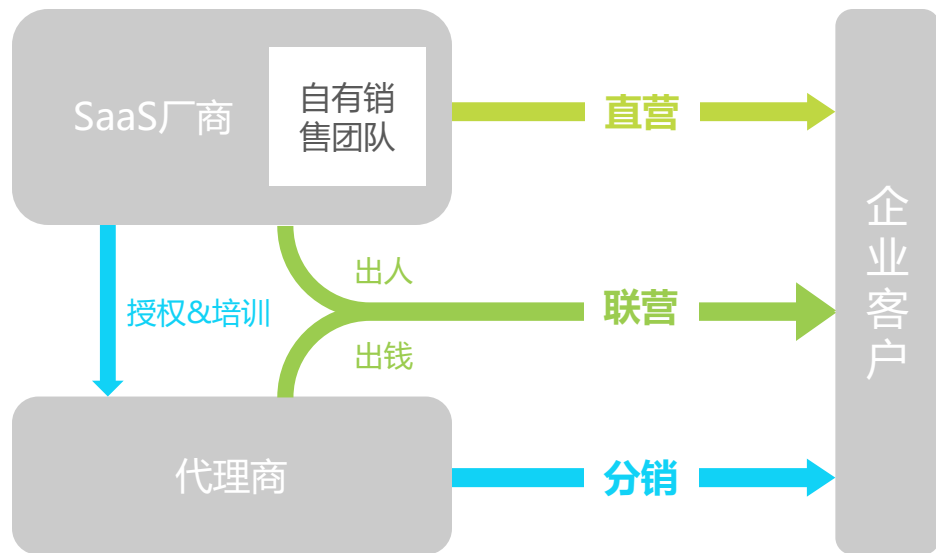 SaaS厂商
自有销
售团队
直营
企业客户
授权&培训
出人
联营
出钱
代理商
分销